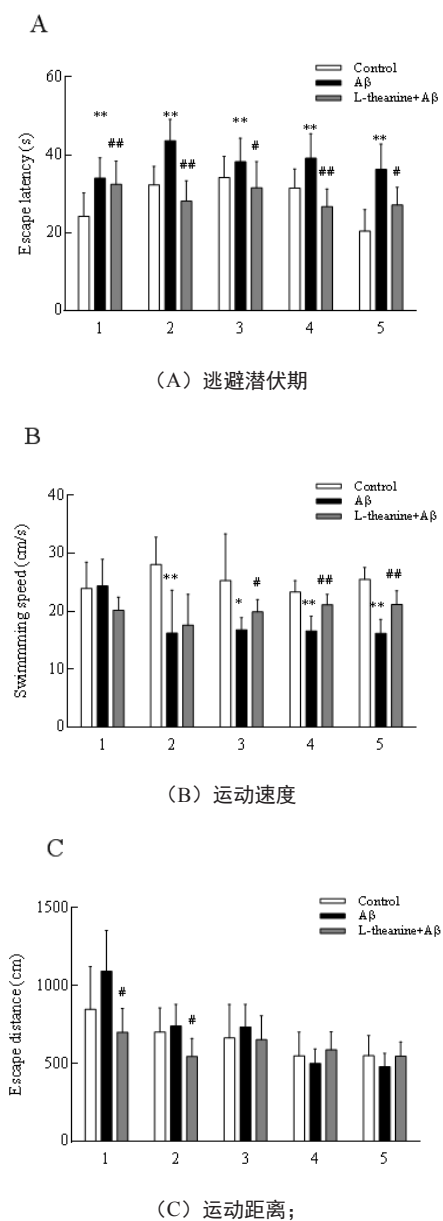 A
Control
Aβ
L-theanine+Aβ
Escape latency (s)
60
40
20
0
** ## ** ## ** # ** ## ** #
1 2 3 4 5
（A）逃避潜伏期
B
Control
Aβ
L-theanine+Aβ
Swimmming speed (cm/s)
40
30
20
10
0
** * # ** ## ** ##
1 2 3 4 5
（B）运动速度
C
Control
Aβ
L-theanine+Aβ
Escape distance (cm)
1500
1000
500
0
# #
1 2 3 4 5
（C）运动距离；